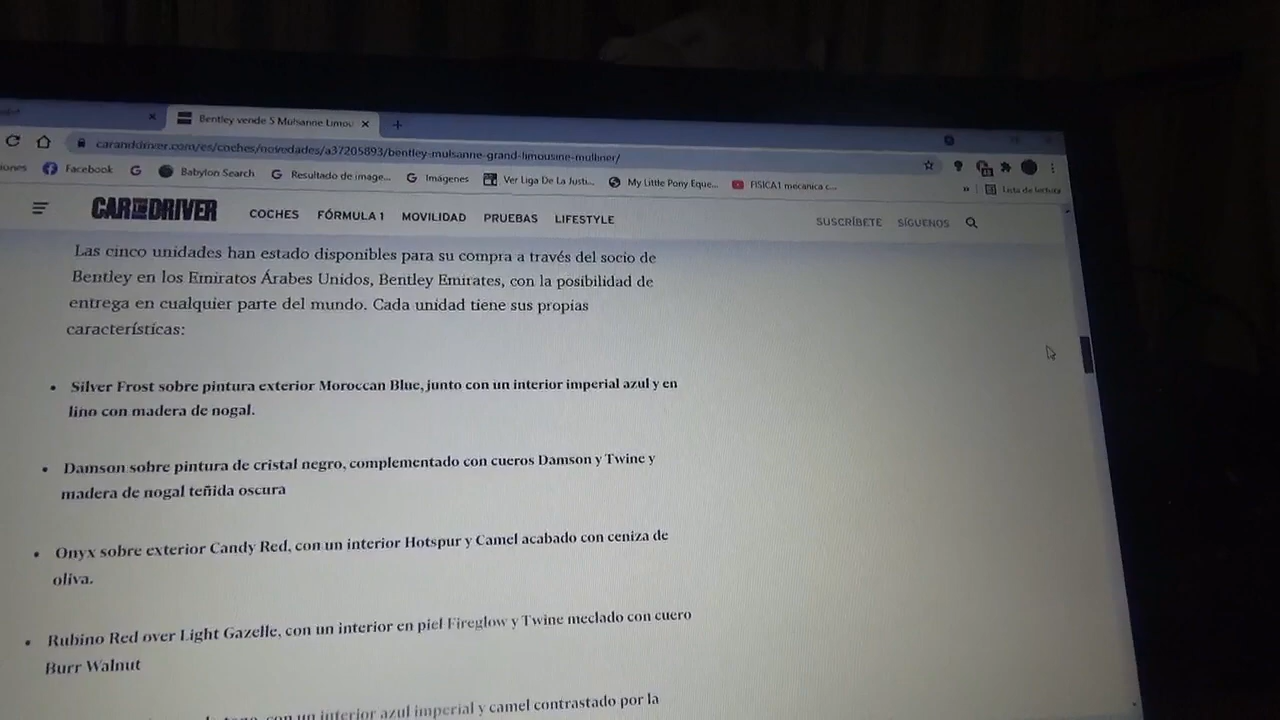 Bentley vende 5 Mulsanne Limou
caranddriver.com/es/coches/novedades/a37205893/bentley-mulsanne-grand-limousine-mulliner/
iones Facebook Babylon Search Resultado de image... Imágenes Ver Liga De La Justi... My Little Pony Eque... FISICA1 mecanica c...
» Lista de lectura
CAR AND DRIVER COCHES FÓRMULA 1 MOVILIDAD PRUEBAS LIFESTYLE SUSCRÍBETE SÍGUENOS
Las cinco unidades han estado disponibles para su compra a través del socio de
Bentley en los Emiratos Árabes Unidos, Bentley Emirates, con la posibilidad de
entrega en cualquier parte del mundo. Cada unidad tiene sus propias
características:
• Silver Frost sobre pintura exterior Moroccan Blue, junto con un interior imperial azul y en
lino con madera de nogal.
• Damson sobre pintura de cristal negro, complementado con cueros Damson y Twine y
madera de nogal teñida oscura
• Onyx sobre exterior Candy Red, con un interior Hotspur y Camel acabado con ceniza de
oliva.
• Rubino Red over Light Gazelle, con un interior en piel Fireglow y Twine meclado con cuero
Burr Walnut
con un interior azul imperial y camel contrastado por la